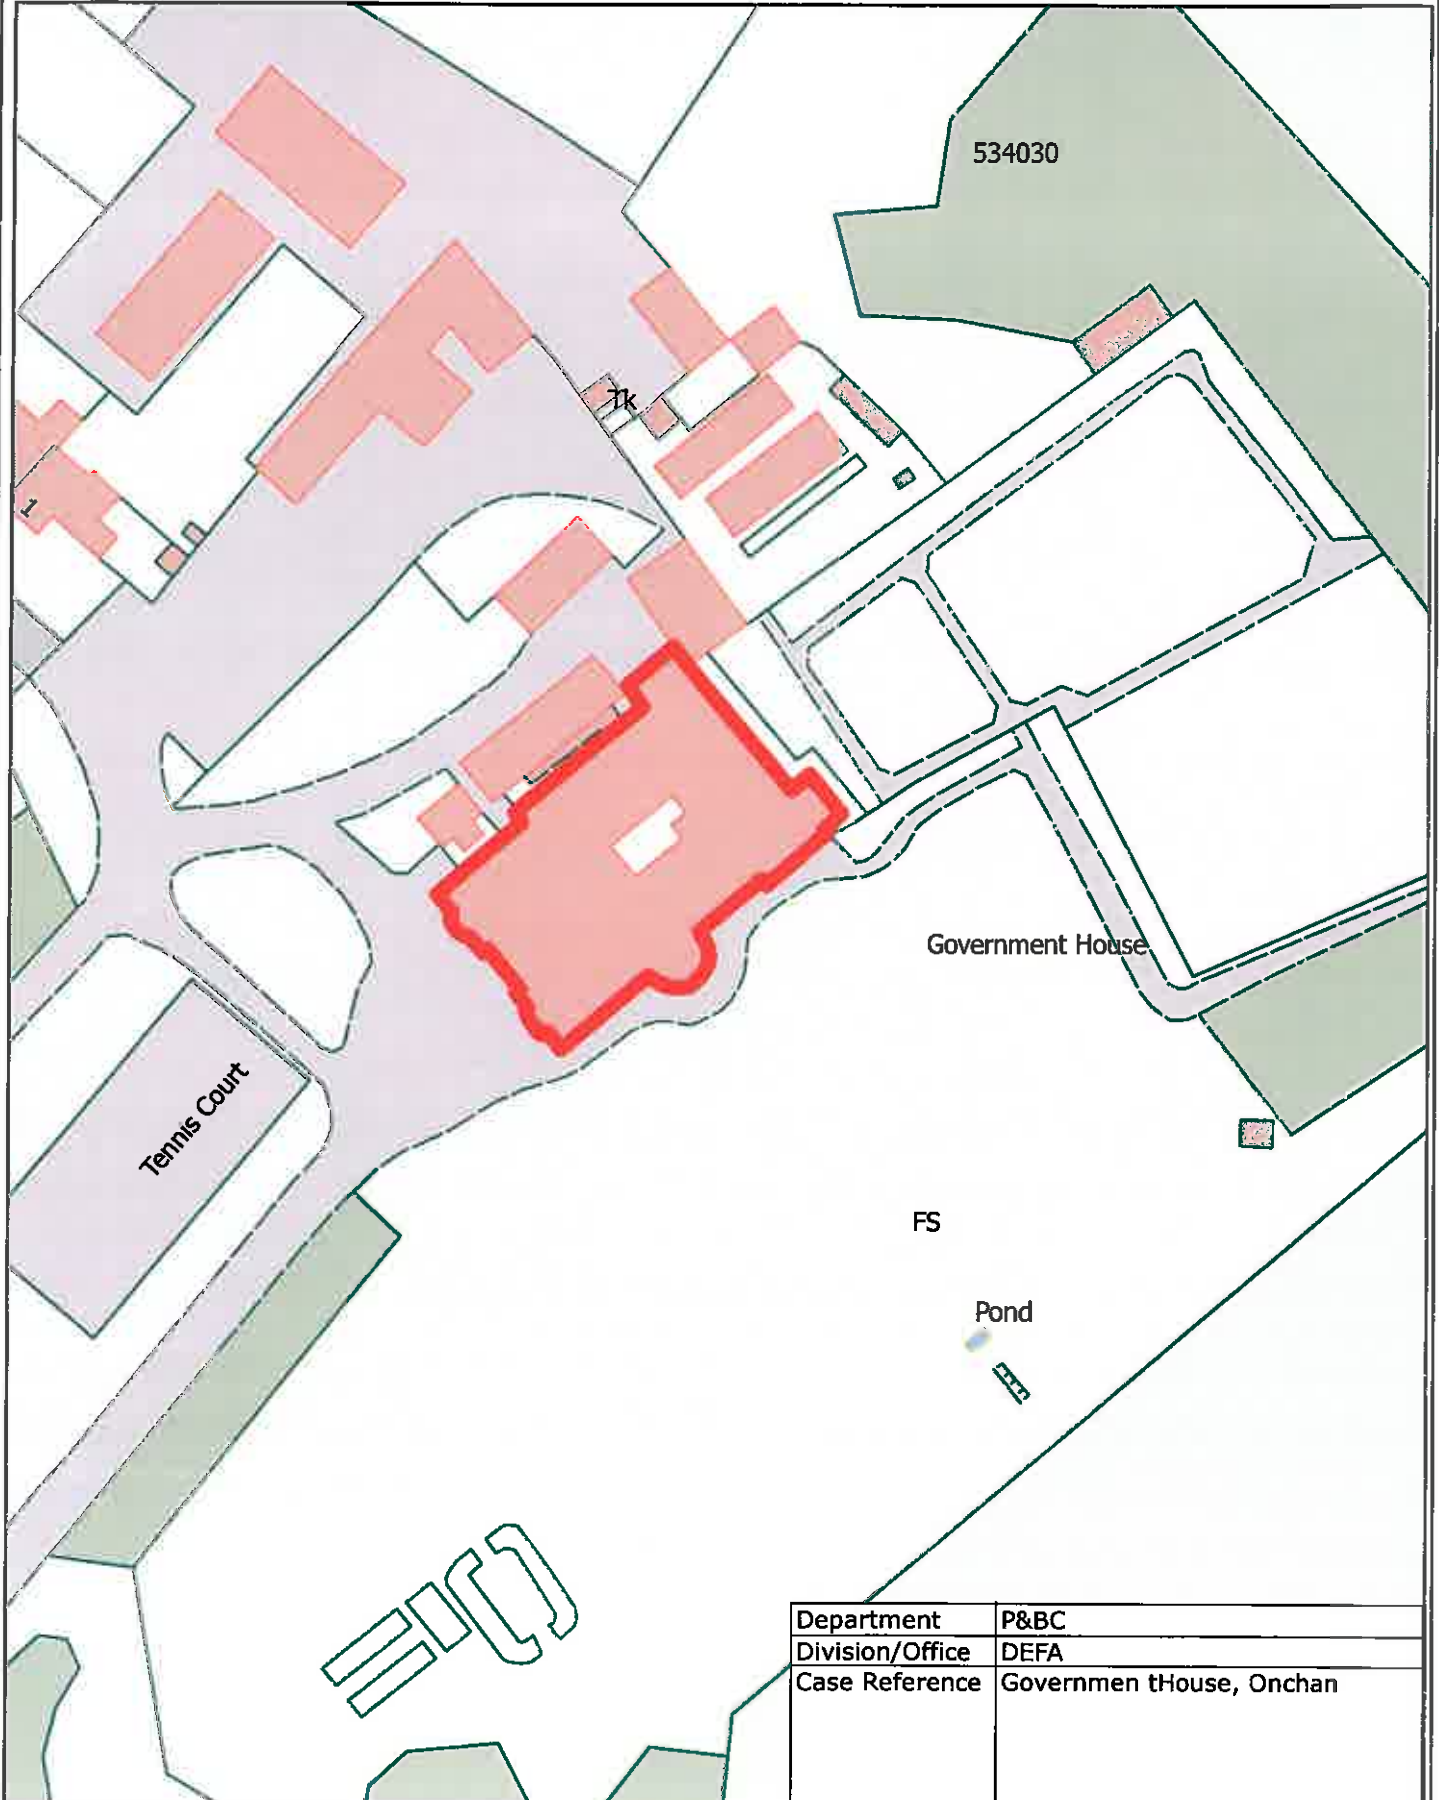 534030
Tk
1
Government House
Tennis Court
FS
Pond
Department P&BC
Division/Office DEFA
Case Reference Governmen tHouse, Onchan